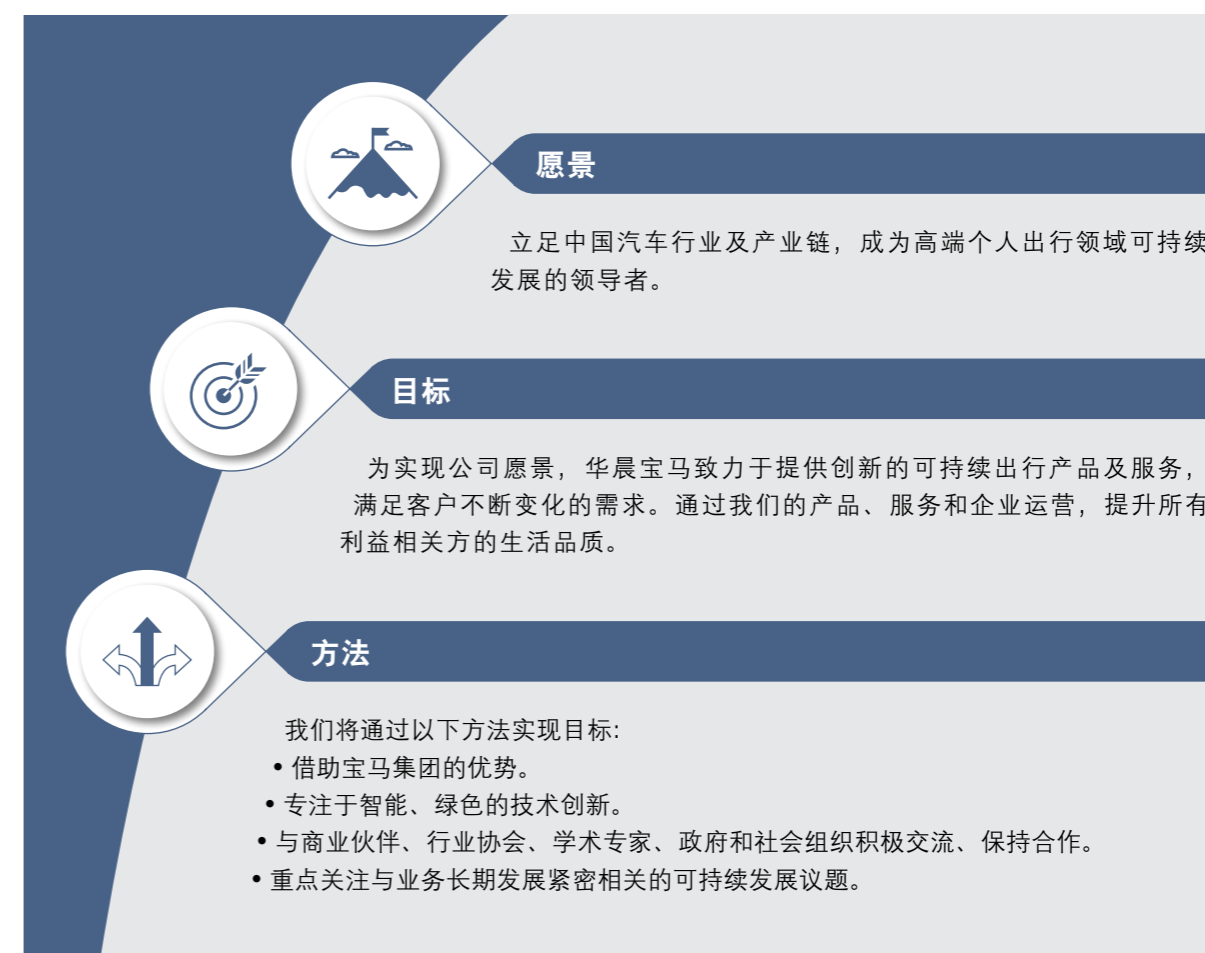 愿景
立足中国汽车行业及产业链，成为高端个人出行领域可持续
发展的领导者。
目标
为实现公司愿景，华晨宝马致力于提供创新的可持续出行产品及服务，
满足客户不断变化的需求。通过我们的产品、服务和企业运营，提升所有
利益相关方的生活品质。
方法
我们将通过以下方法实现目标:
•借助宝马集团的优势。
•专注于智能、绿色的技术创新。
•与商业伙伴、行业协会、学术专家、政府和社会组织积极交流、保持合作。
•重点关注与业务长期发展紧密相关的可持续发展议题。